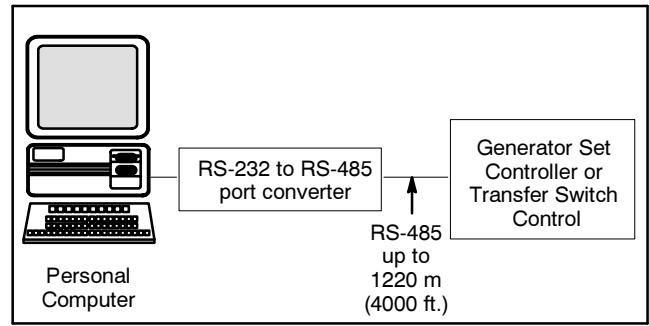 Personal
Computer
RS-232 to RS-485
port converter
RS-485
up to
1220 m
(4000 ft.)
Generator Set
Controller or
Transfer Switch
Control